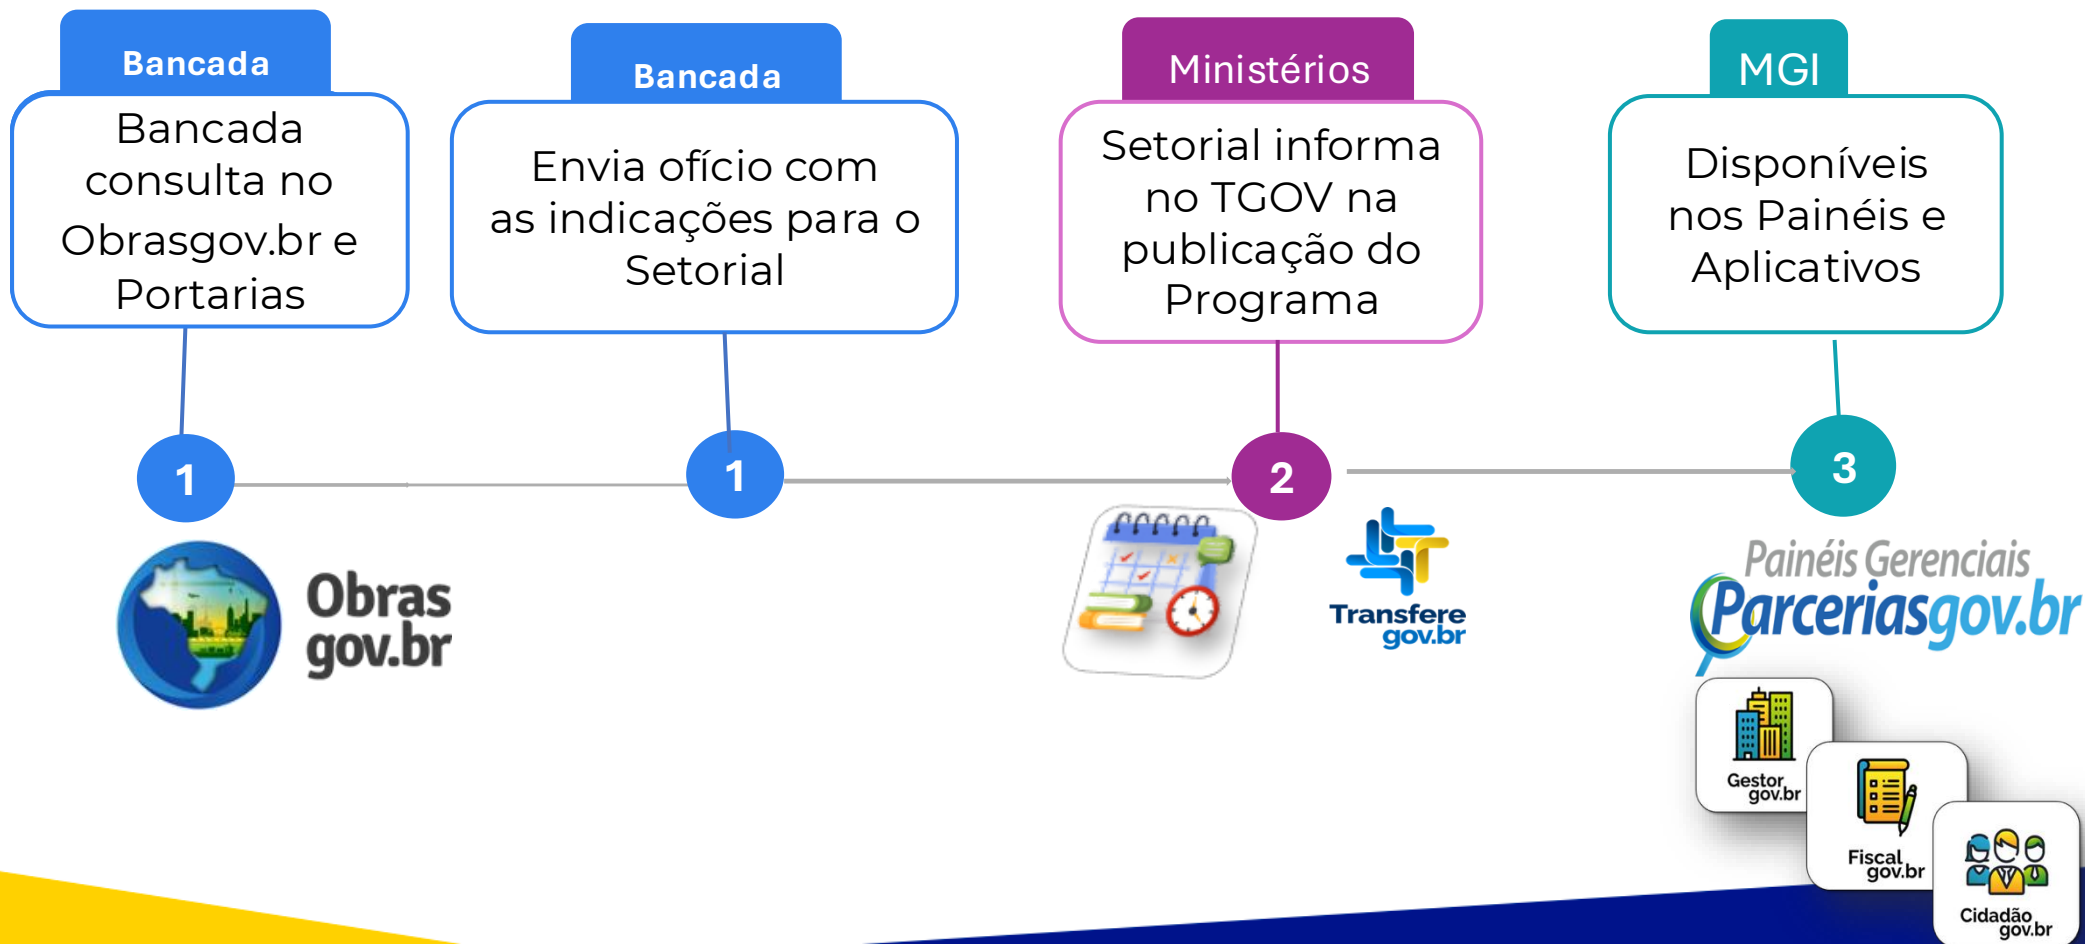 Bancada
Bancada
consulta no
Obrasgov.br e
Portarias
Bancada
Envia ofício com
as indicações para o
Setorial
Ministérios
Setorial informa
no TGOV na
publicação do
Programa
MGI
Disponíveis
nos Painéis e
Aplicativos
1
1
2
3
Obras
gov.br
Transfere
gov.br
Painéis Gerenciais
Parceriasgov.br
Gestor
gov.br
Fiscal
gov.br
Cidadão
gov.br